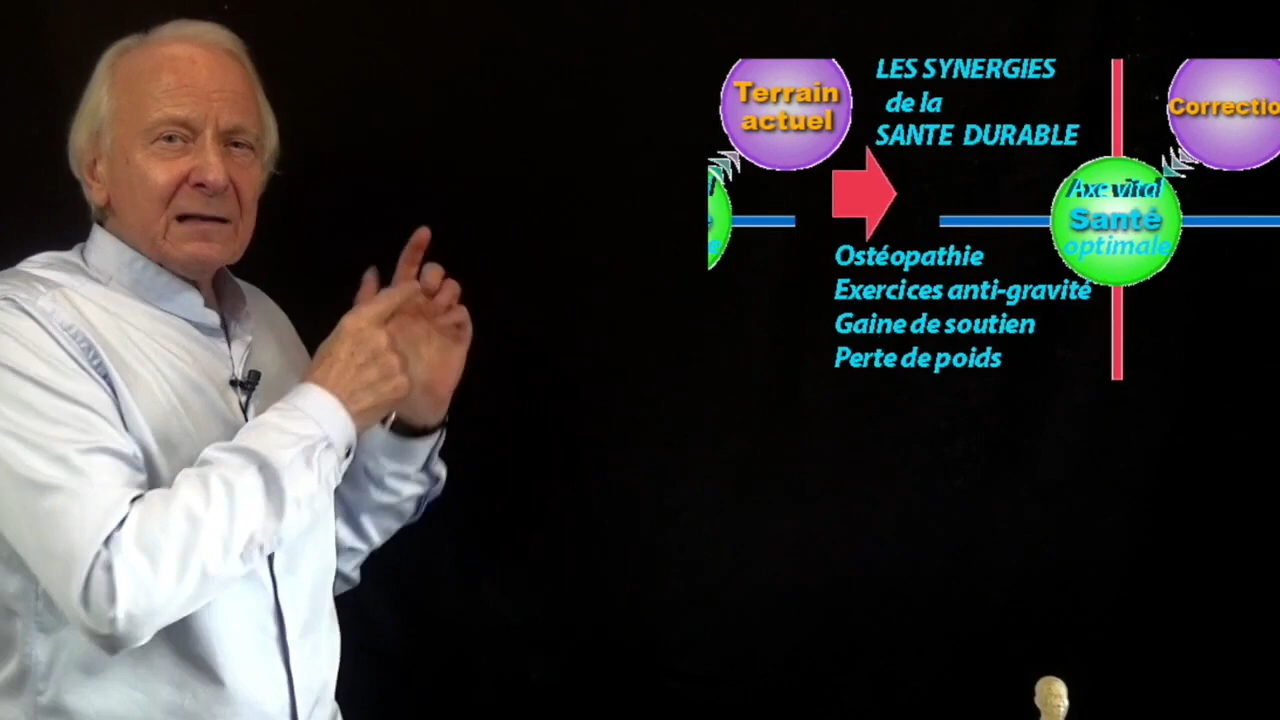 Terrain
actuel
LES SYNERGIES
de la
SANTE DURABLE
Axe vital
Santé
optimale
Ostéopathie
Exercices anti-gravité
Gaine de soutien
Perte de poids